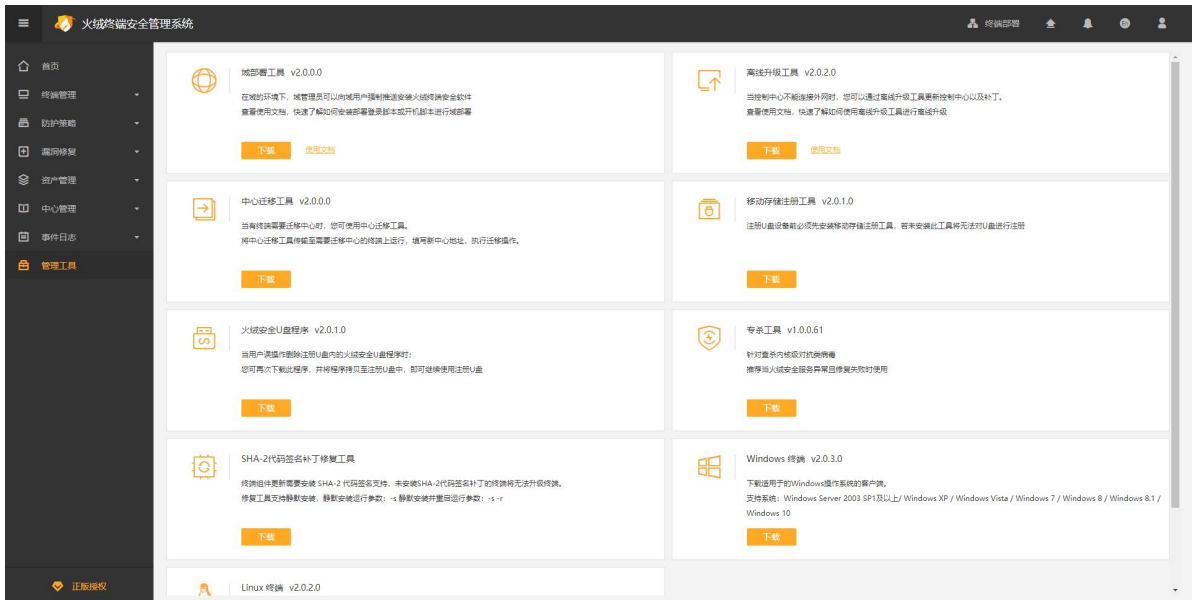 火绒终端安全管理系统
终端部署
首页
终端管理
防护策略
漏洞修复
资产管理
中心管理
事件日志
管理工具
正版授权
域部署工具 v2.0.0.0
在域的环境下，域管理员可以向域用户强制推送安装火绒终端安全软件
查看使用文档，快速了解如何安装部署登录脚本或开机脚本进行域部署
下载 使用文档
离线升级工具 v2.0.2.0
当控制中心不能连接外网时，您可以通过离线升级工具更新控制中心以及补丁。
查看使用文档，快速了解如何使用离线升级工具进行离线升级
下载 使用文档
中心迁移工具 v2.0.0.0
当有终端需要迁移中心时，您可使用中心迁移工具。
将中心迁移工具传输至需要迁移中心的终端上运行，填写新中心地址，执行迁移操作。
下载
移动存储注册工具 v2.0.1.0
注册U盘设备前必须先安装移动存储注册工具，若未安装此工具将无法对U盘进行注册
下载
火绒安全U盘程序 v2.0.1.0
当用户误操作删除注册U盘内的火绒安全U盘程序时：
您可再次下载此程序，并将程序拷贝至注册U盘中，即可继续使用注册U盘
下载
专杀工具 v1.0.0.61
针对查杀内核级对抗类病毒
推荐当火绒安全服务异常且修复失败时使用
下载
SHA-2代码签名补丁修复工具
终端组件更新需要安装 SHA-2 代码签名支持，未安装SHA-2代码签名补丁的终端将无法升级终端。
修复工具支持静默安装，静默安装运行参数：-s 静默安装并重启运行参数：-s -r
下载
Windows 终端 v2.0.3.0
下载适用于的Windows操作系统的客户端。
支持系统：Windows Server 2003 SP1及以上/ Windows XP / Windows Vista / Windows 7 / Windows 8 / Windows 8.1 /
Windows 10
下载
Linux 终端 v2.0.2.0